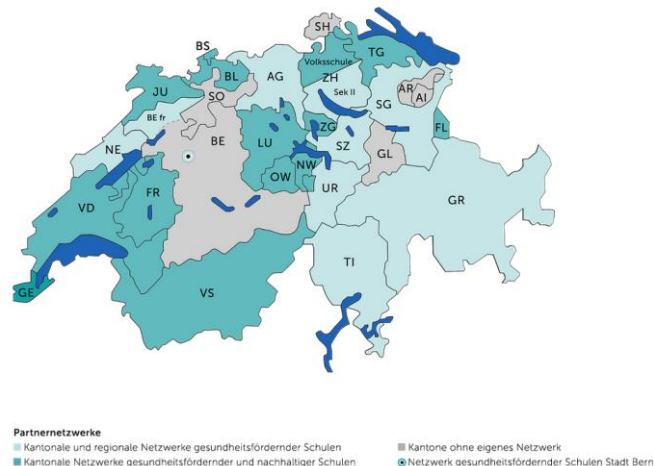 SH
BS
TG
Volksschule
BL
AG
ZH
JU
SO
Sek II
AR
SG
AI
BE fr
ZG
FL
NE
BE
LU
SZ
GL
NW
FR
OW
UR
GR
VD
TI
GE
VS
Partnernetzwerke
Kantonale und regionale Netzwerke gesundheitsfördernder Schulen
Kantone ohne eigenes Netzwerk
Kantonale Netzwerke gesundheitsfördernder und nachhaltiger Schulen
Netzwerk gesundheitsfördernder Schulen Stadt Bern